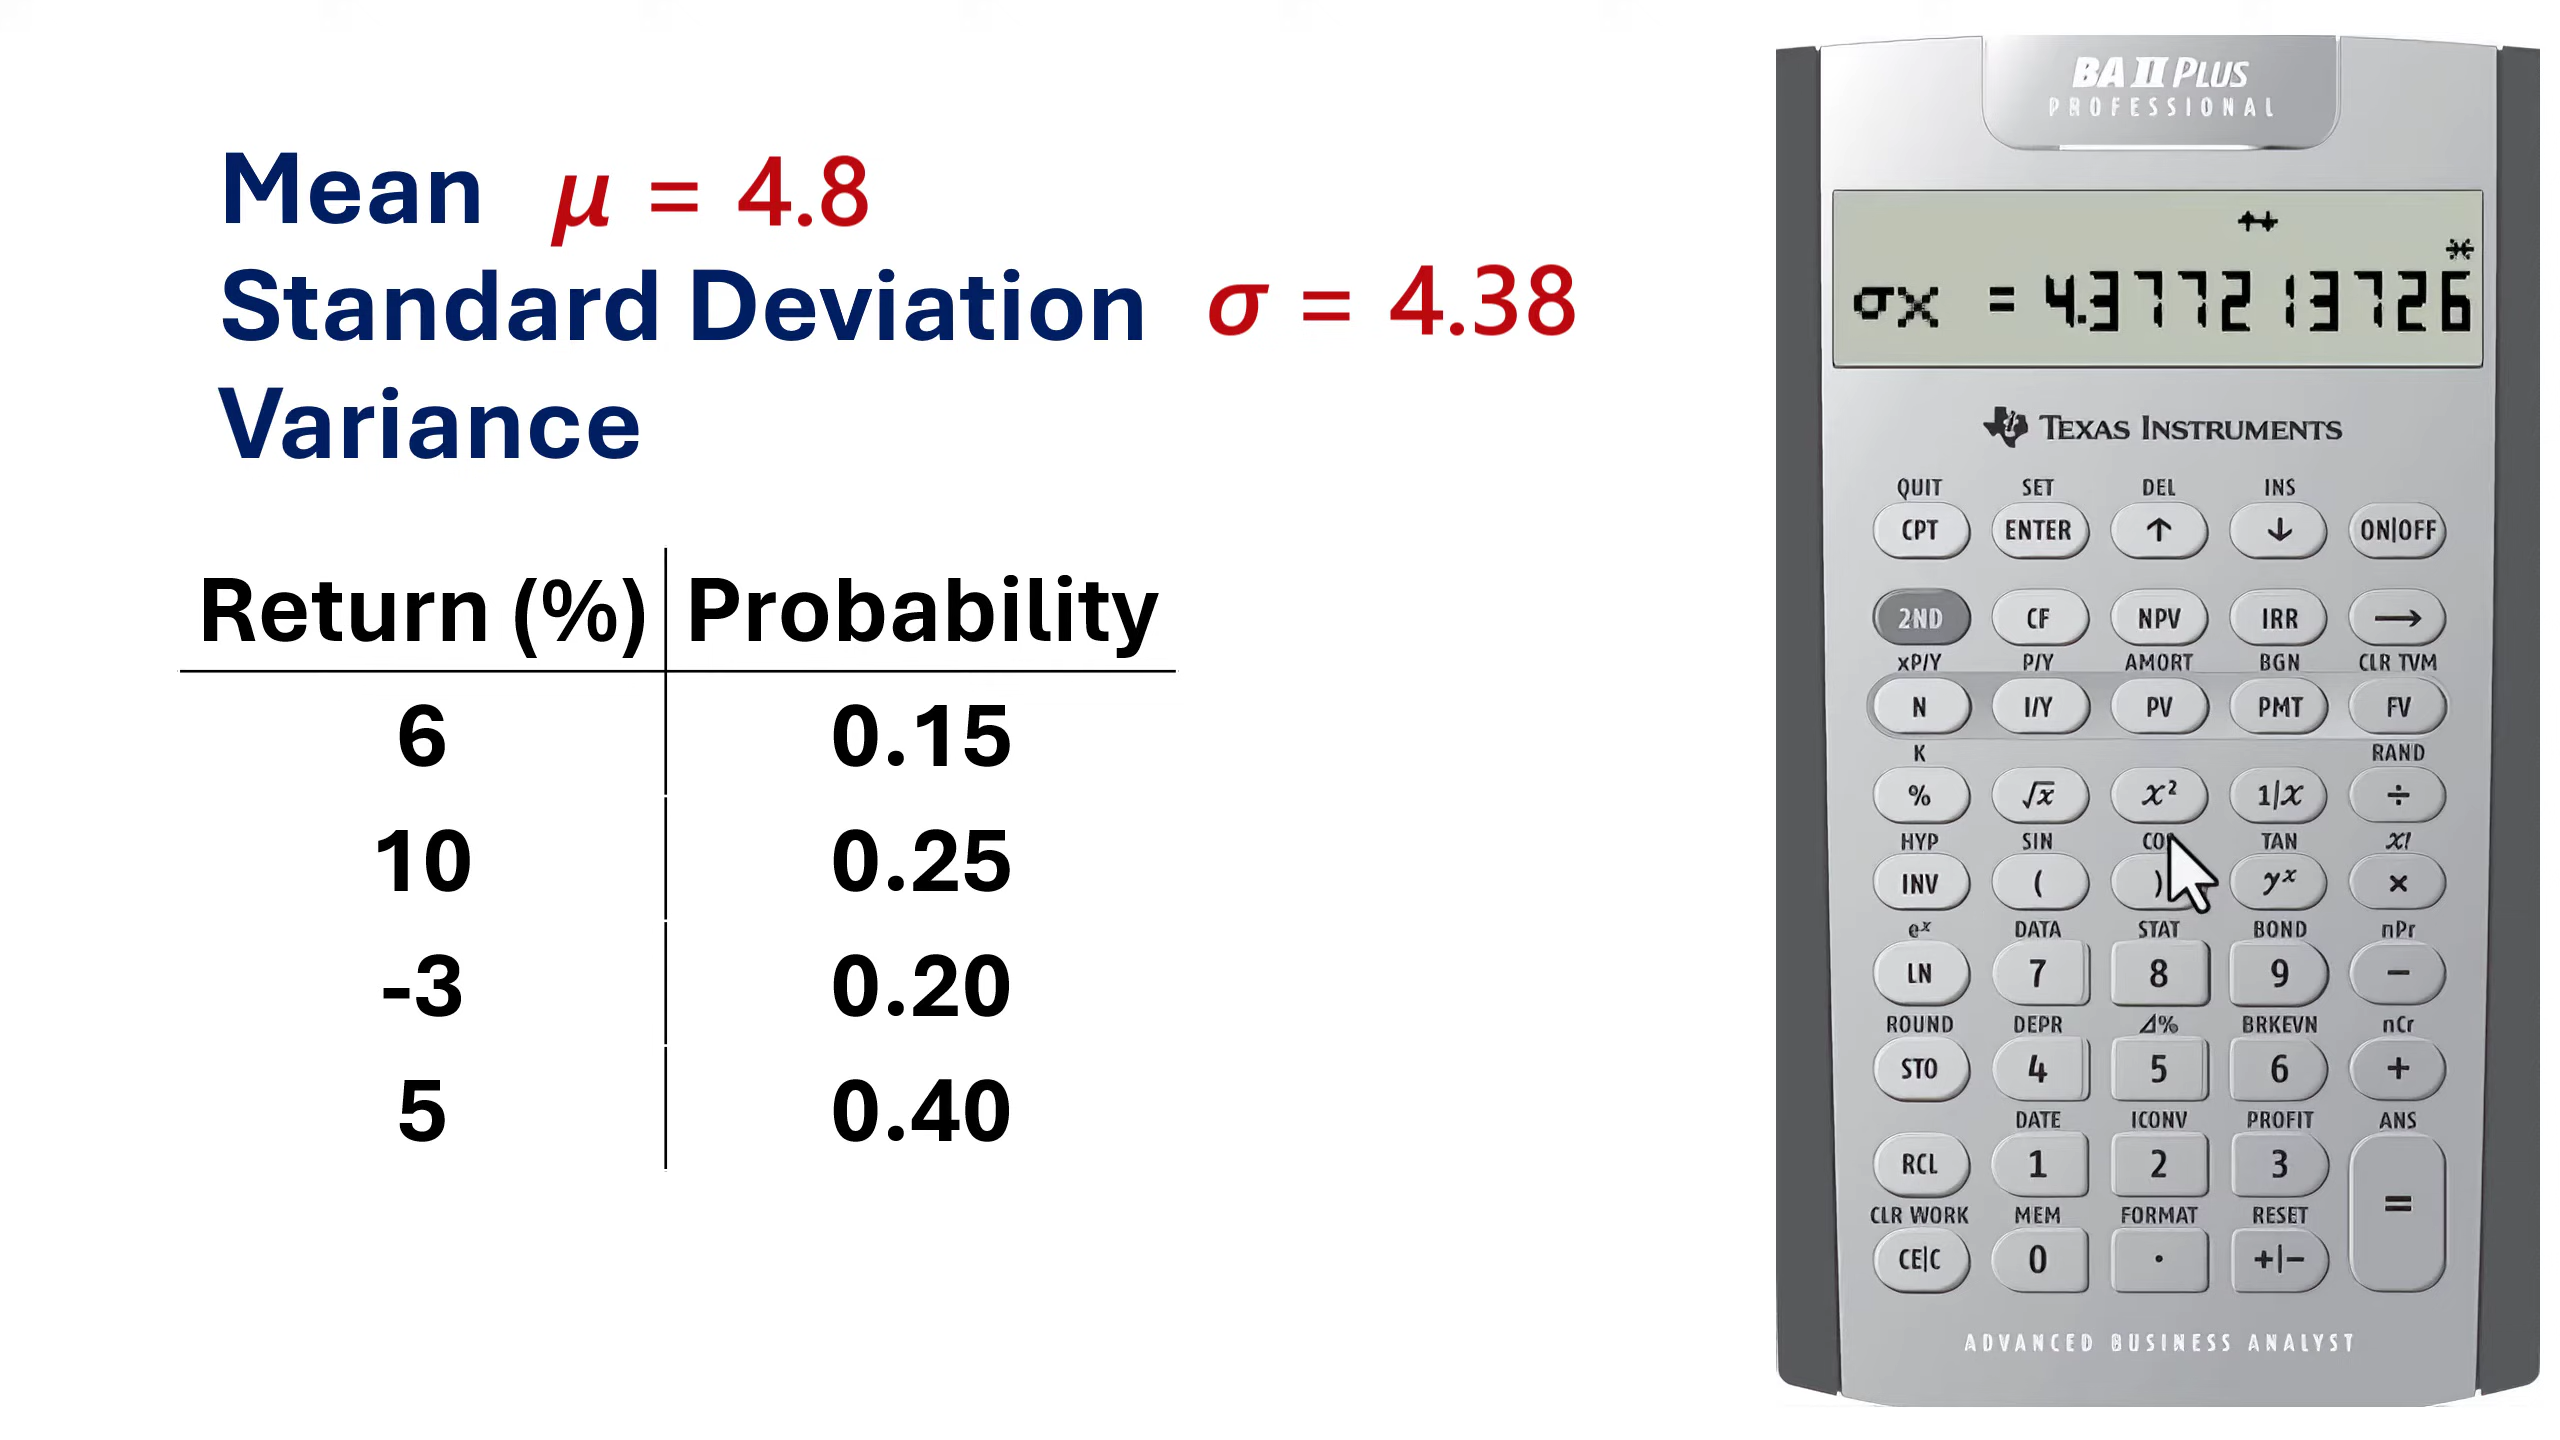 Mean μ = 4.8
Standard Deviation σ = 4.38
Variance
Return (%) Probability
6 0.15
10 0.25
-3 0.20
5 0.40
BA II PLUS
PROFESSIONAL
σx = 4.377213726
TEXAS INSTRUMENTS
QUIT SET DEL INS
CPT ENTER ↑ ↓ ON|OFF
2ND CF NPV IRR →
xP/Y P/Y AMORT BGN CLR TVM
N I/Y PV PMT FV
K RAND
% √x x² 1/x ÷
HYP SIN TAN x!
INV ( ) yˣ ×
eˣ DATA STAT BOND nPr
LN 7 8 9 −
ROUND DEPR Δ% BRKEVN nCr
STO 4 5 6 +
DATE ICONV PROFIT ANS
RCL 1 2 3 =
CLR WORK MEM FORMAT RESET
CE|C 0 . +|−
ADVANCED BUSINESS ANALYST